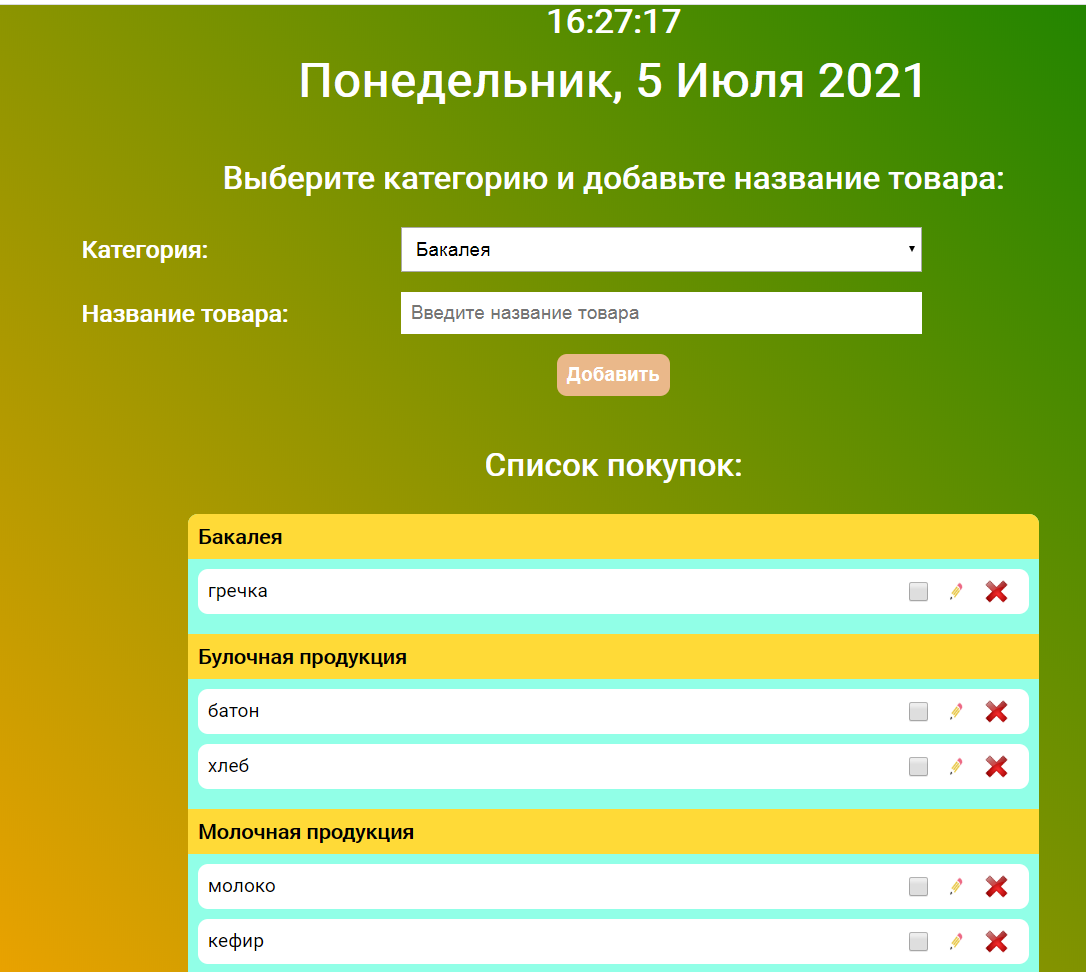 16:27:17
Понедельник, 5 Июля 2021
Выберите категорию и добавьте название товара:
Категория: Бакалея
Название товара: Введите название товара
Добавить
Список покупок:
Бакалея
гречка
Булочная продукция
батон
хлеб
Молочная продукция
молоко
кефир